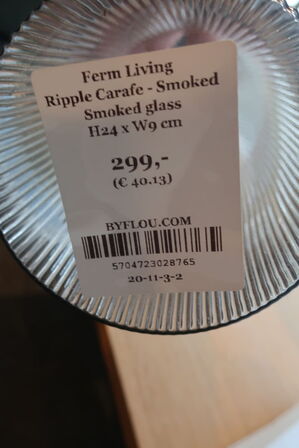 Ferm Living
Ripple Carafe - Smoked
Smoked glass
H24 x W9 cm
299,-
(€ 40.13)
BYFLOU.COM
5704723028765
20-11-3-2